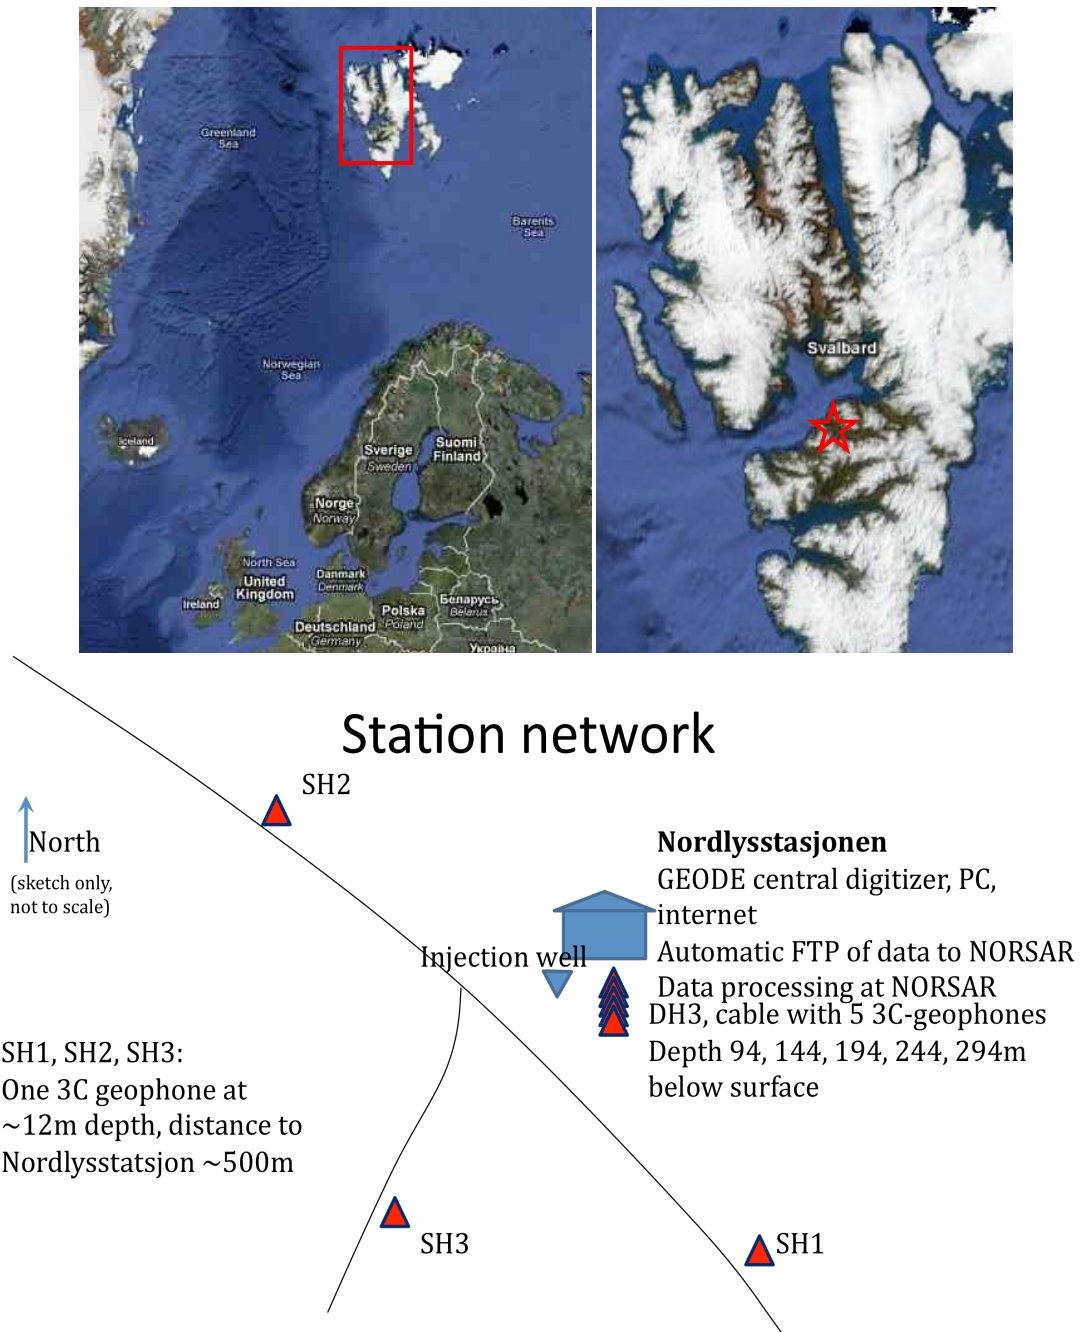 Greenland
Sea
Barents
Sea
Norwegian
Sea
Iceland
Sverige
Sweden
Suomi
Finland
Norge
Norway
North Sea
United
Kingdom
Ireland
Danmark
Denmark
Беларусь
Belarus
Polska
Poland
Deutschland
Germany
Україна
Svalbard
Station network
SH2
North
(sketch only,
not to scale)
Nordlysstasjonen
GEODE central digitizer, PC,
internet
Automatic FTP of data to NORSAR
Data processing at NORSAR
Injection well
DH3, cable with 5 3C-geophones
Depth 94, 144, 194, 244, 294m
below surface
SH1, SH2, SH3:
One 3C geophone at
~12m depth, distance to
Nordlysstatsjon ~500m
SH3
SH1